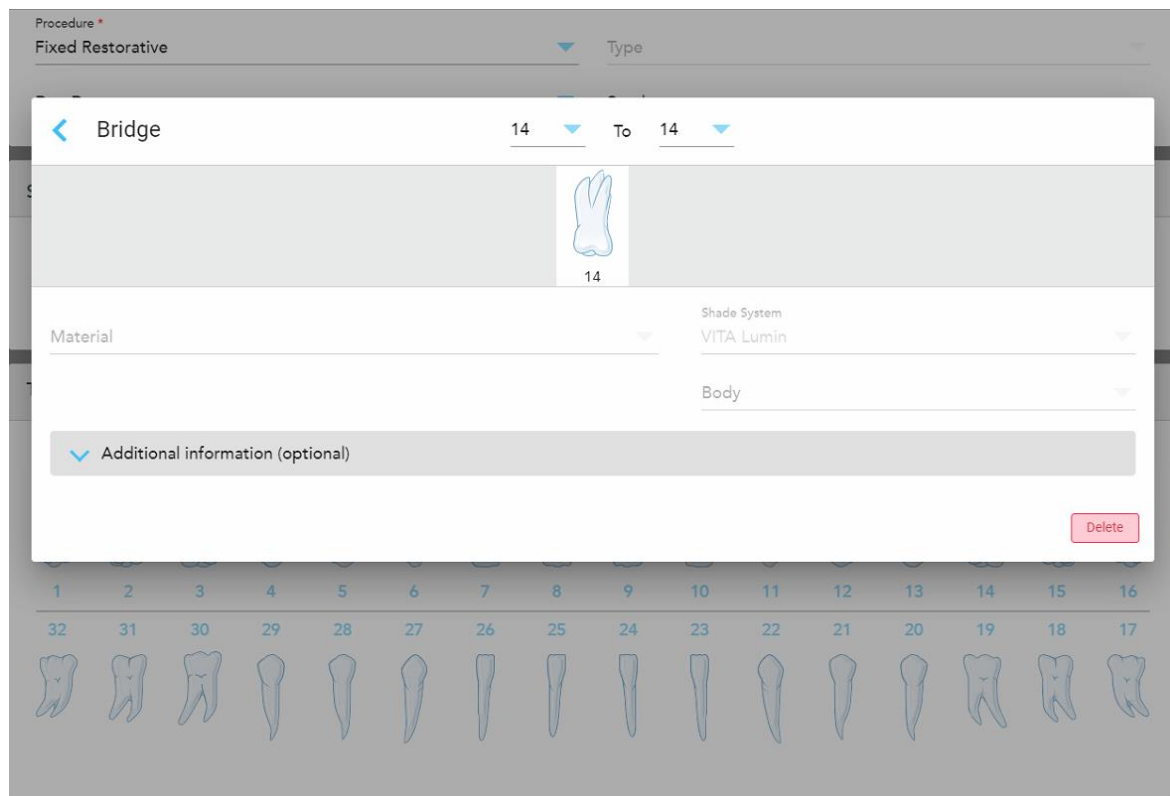 Procedure *
Fixed Restorative
Type
Bridge
14 To 14
14
Material
Shade System
VITA Lumin
Body
Additional information (optional)
Delete
1 2 3 4 5 6 7 8 9 10 11 12 13 14 15 16
32 31 30 29 28 27 26 25 24 23 22 21 20 19 18 17